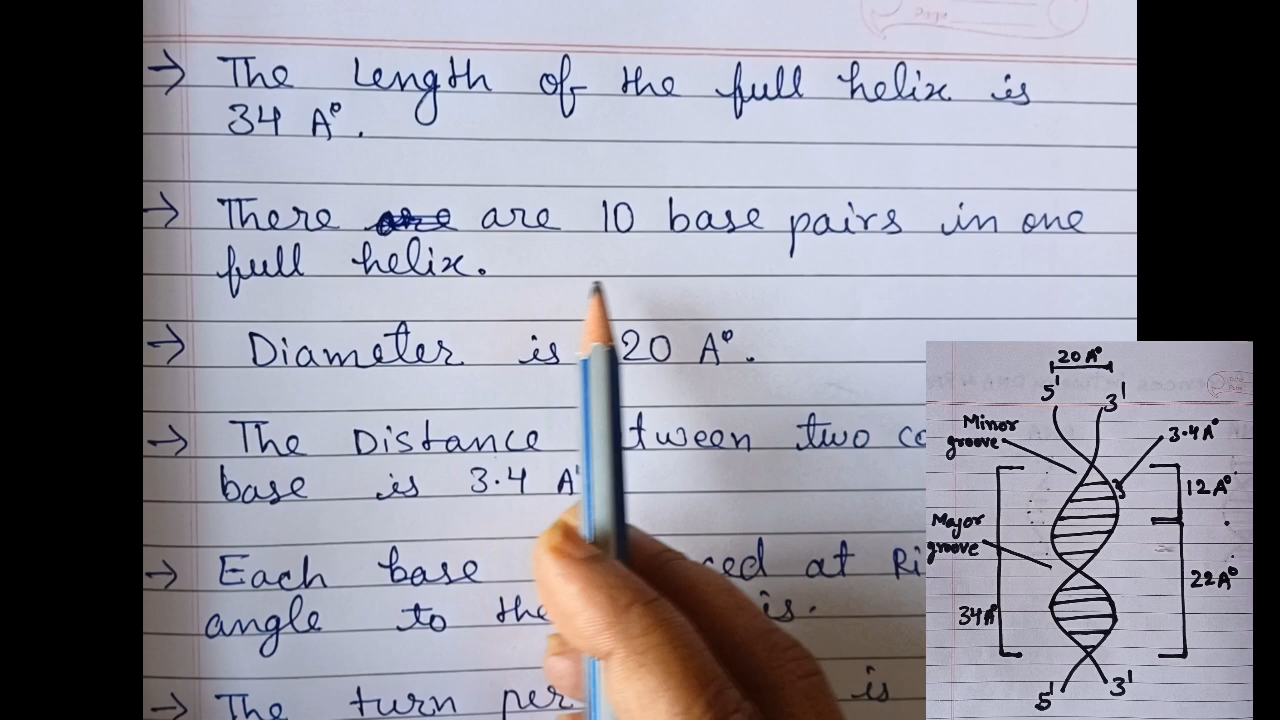 → The Length of the full helix is
34 A°.
→ There are are 10 base pairs in one
full helix.
→ Diameter is 20 A°.
→ The Distance tween two
base is 3.4 A
→ Each base ced at Ri
angle to the is.
→ The turn per is
20 A°
5' 3'
Minor
groove
3.4 A°
12 A°
Major
groove
22 A°
34 A°
5' 3'